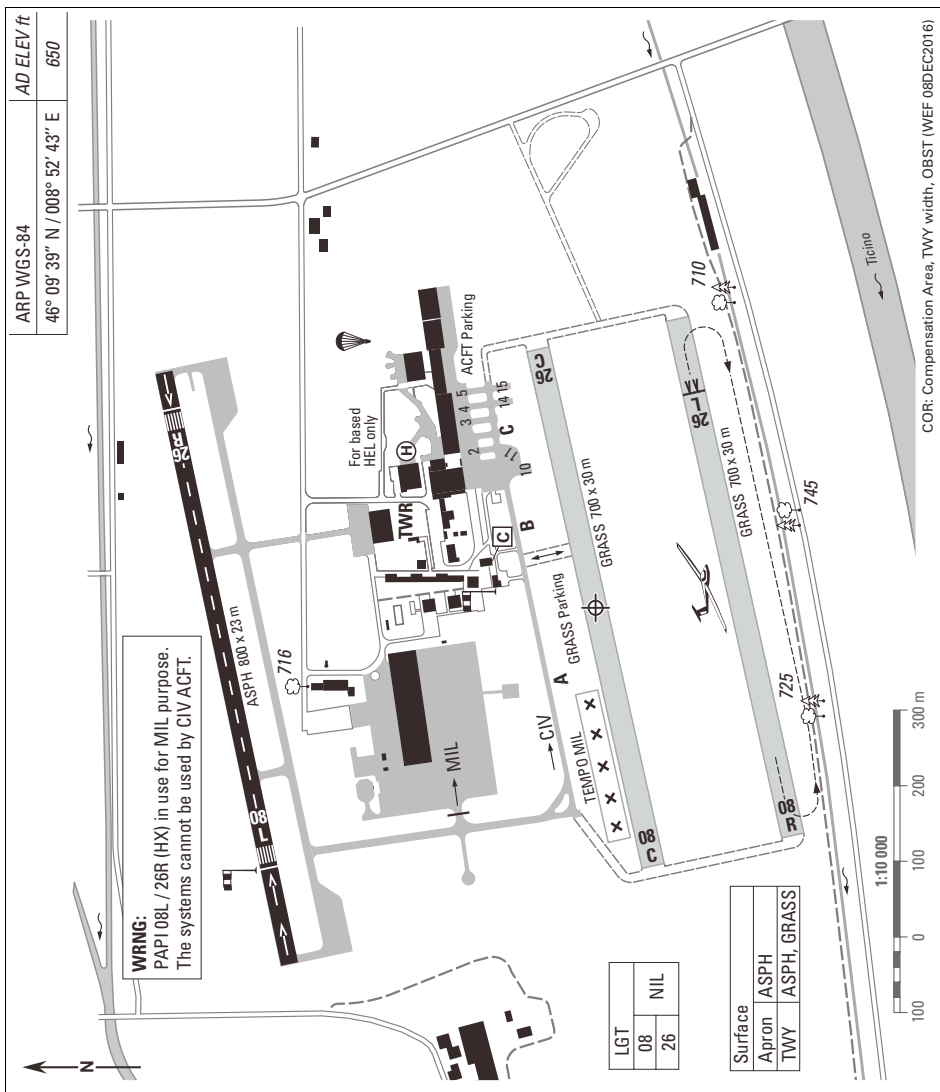 ARP WGS-84
AD ELEV ft
46° 09' 39" N / 008° 52' 43" E
650
N
WRNG:
PAPI 08L / 26R (HX) in use for MIL purpose.
The systems cannot be used by CIV ACFT.
08
L
ASPH 800 x 23 m
26
R
716
For based
HEL only
H
TWR
C
MIL
CIV
ACFT Parking
2
3
4
5
10
11
14
15
A
B
C
GRASS Parking
TEMPO MIL
08
C
GRASS 700 x 30 m
26
C
08
R
GRASS 700 x 30 m
26
L
710
745
725
Ticino
LGT
08
26
NIL
Surface
Apron ASPH
TWY ASPH, GRASS
1:10 000
100 0 100 200 300 m
COR: Compensation Area, TWY width, OBST (WEF 08DEC2016)